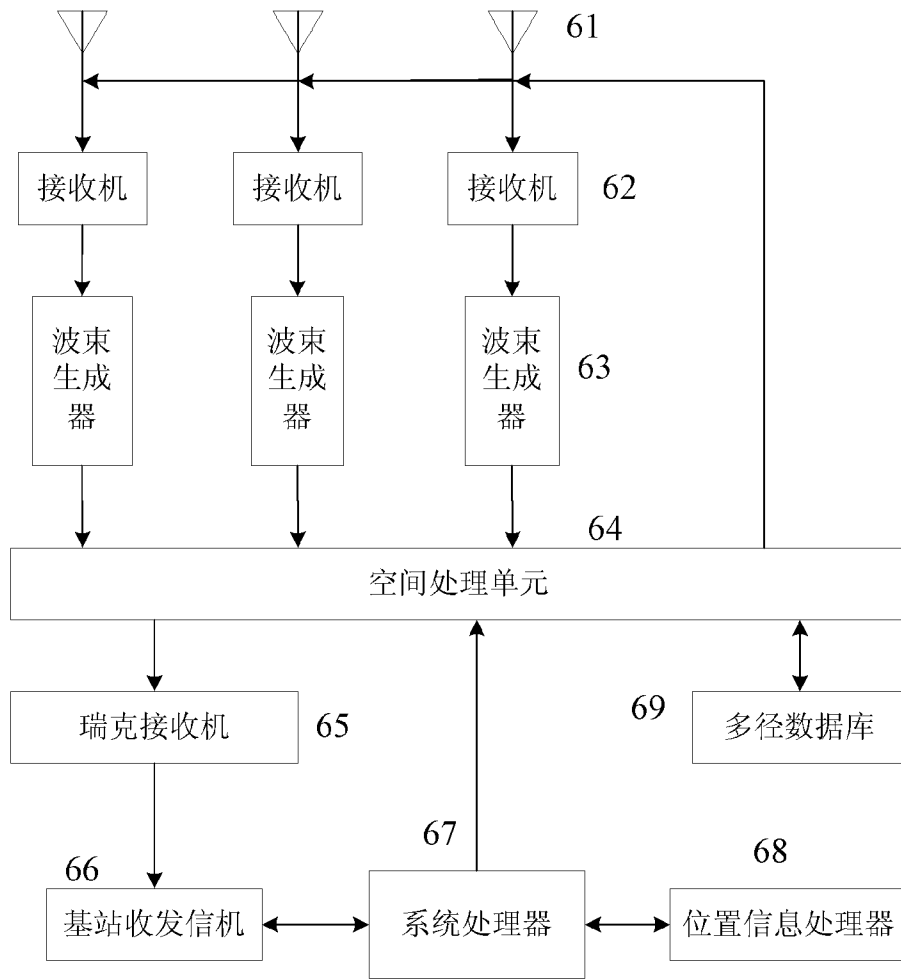 61
接收机 接收机 接收机 62
波束 波束 波束
生成 生成 生成 63
器 器 器
64
空间处理单元
瑞克接收机 65 69 多径数据库
67 68
66
基站收发信机 系统处理器 位置信息处理器